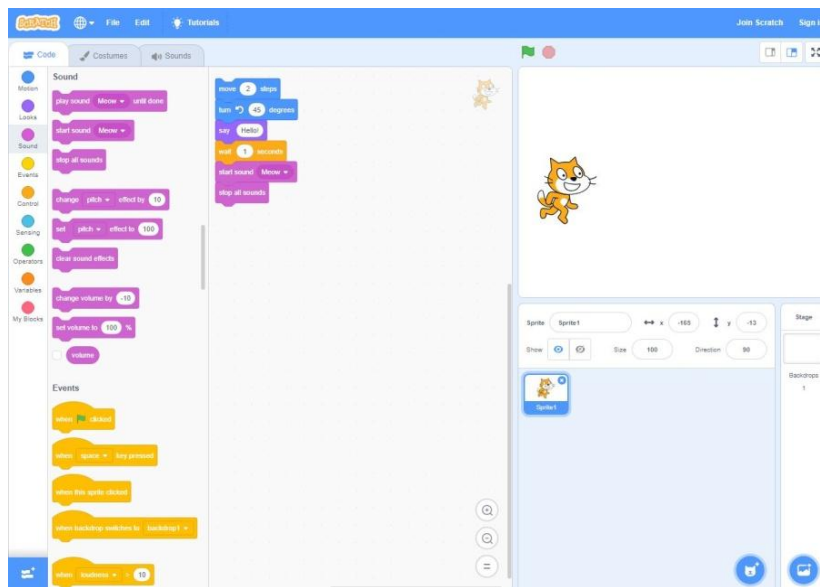 SCRATCH File Edit Tutorials Join Scratch Sign i
Code Costumes Sounds
Motion
Looks
Sound
Events
Control
Sensing
Operators
Variables
My Blocks
Sound
play sound Meow until done
start sound Meow
stop all sounds
change pitch effect by 10
set pitch effect to 100
clear sound effects
change volume by -10
set volume to 100 %
volume
Events
when clicked
when space key pressed
when this sprite clicked
when backdrop switches to backdrop1
when loudness > 10
move 2 steps
turn 45 degrees
say Hello!
wait 1 seconds
start sound Meow
stop all sounds
Sprite Sprite1 x y -13
Show Size 100 Direction 90
Sprite1
Stage
Backdrops
1